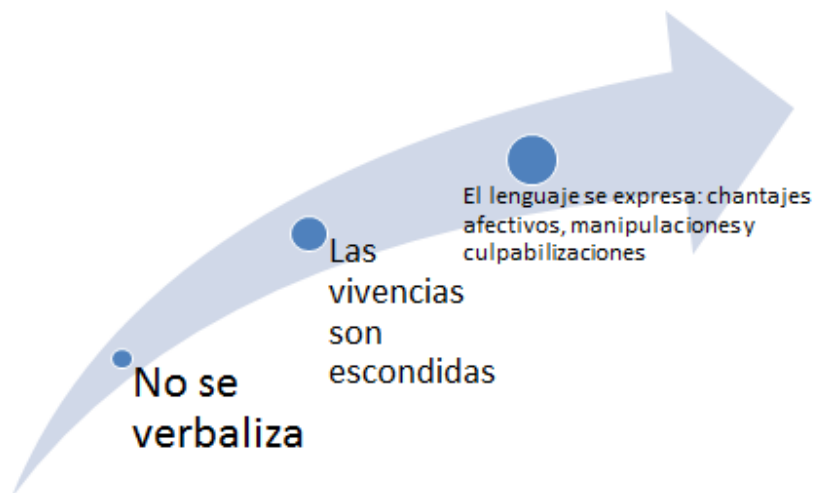 No se
verbaliza
Las
vivencias
son
escondidas
El lenguaje se expresa: chantajes
afectivos, manipulaciones y
culpabilizaciones